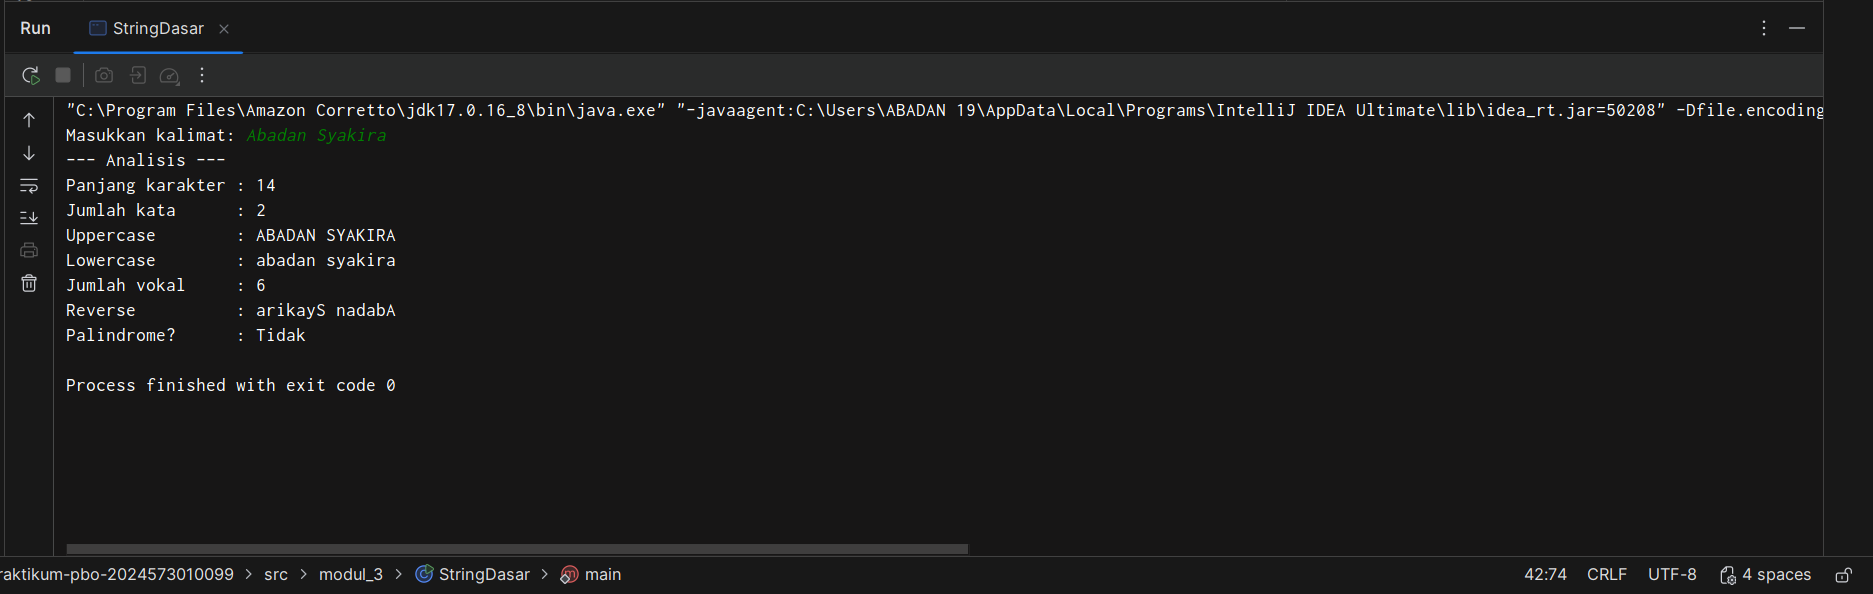 Run StringDasar
"C:\Program Files\Amazon Corretto\jdk17.0.16_8\bin\java.exe" "-javaagent:C:\Users\ABADAN 19\AppData\Local\Programs\IntelliJ IDEA Ultimate\lib\idea_rt.jar=50208" -Dfile.encoding
Masukkan kalimat: Abadan Syakira
--- Analisis ---
Panjang karakter : 14
Jumlah kata      : 2
Uppercase        : ABADAN SYAKIRA
Lowercase        : abadan syakira
Jumlah vokal     : 6
Reverse          : arikayS nadabA
Palindrome?      : Tidak
Process finished with exit code 0
raktikum-pbo-2024573010099 > src > modul_3 > StringDasar > main 42:74 CRLF UTF-8 4 spaces